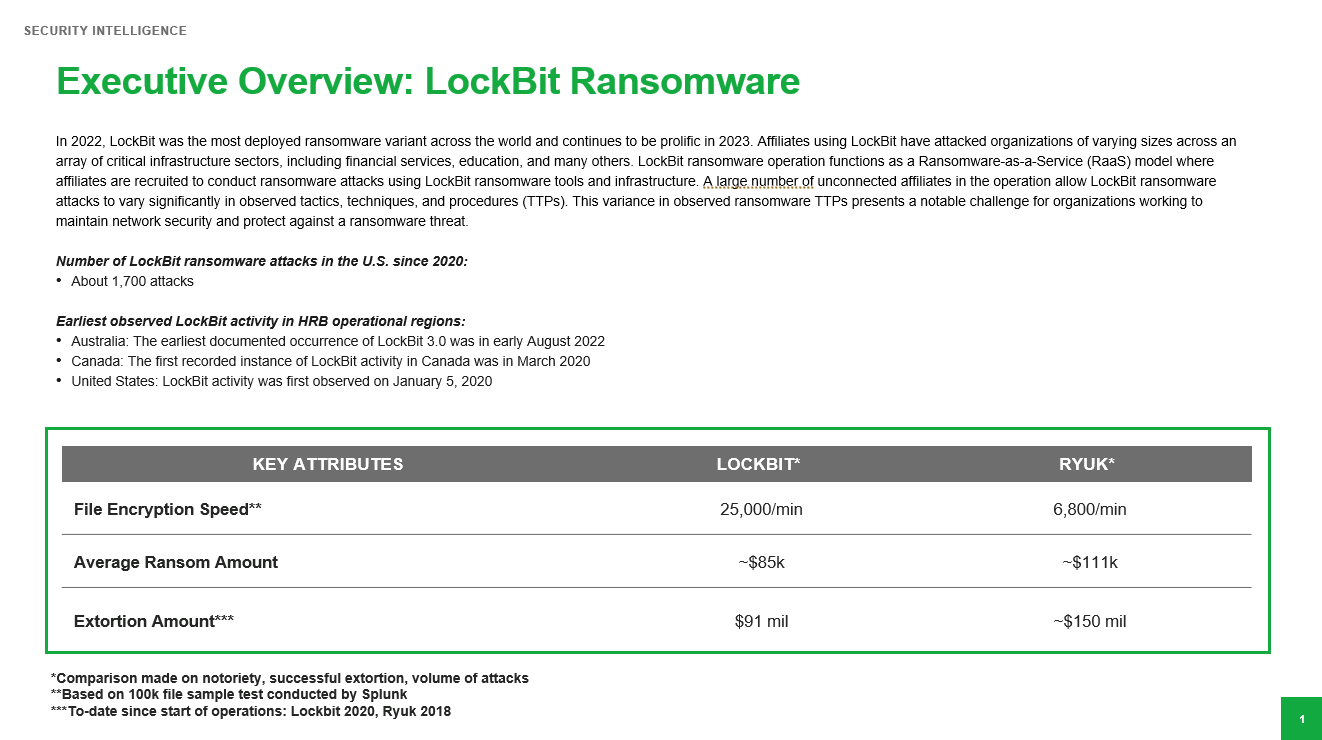 SECURITY INTELLIGENCE
Executive Overview: LockBit Ransomware
In 2022, LockBit was the most deployed ransomware variant across the world and continues to be prolific in 2023. Affiliates using LockBit have attacked organizations of varying sizes across an
array of critical infrastructure sectors, including financial services, education, and many others. LockBit ransomware operation functions as a Ransomware-as-a-Service (RaaS) model where
affiliates are recruited to conduct ransomware attacks using LockBit ransomware tools and infrastructure. A large number of unconnected affiliates in the operation allow LockBit ransomware
attacks to vary significantly in observed tactics, techniques, and procedures (TTPs). This variance in observed ransomware TTPs presents a notable challenge for organizations working to
maintain network security and protect against a ransomware threat.
Number of LockBit ransomware attacks in the U.S. since 2020:
• About 1,700 attacks
Earliest observed LockBit activity in HRB operational regions:
• Australia: The earliest documented occurrence of LockBit 3.0 was in early August 2022
• Canada: The first recorded instance of LockBit activity in Canada was in March 2020
• United States: LockBit activity was first observed on January 5, 2020
KEY ATTRIBUTES LOCKBIT* RYUK*
File Encryption Speed** 25,000/min 6,800/min
Average Ransom Amount ~$85k ~$111k
Extortion Amount*** $91 mil ~$150 mil
*Comparison made on notoriety, successful extortion, volume of attacks
**Based on 100k file sample test conducted by Splunk
***To-date since start of operations: Lockbit 2020, Ryuk 2018
1